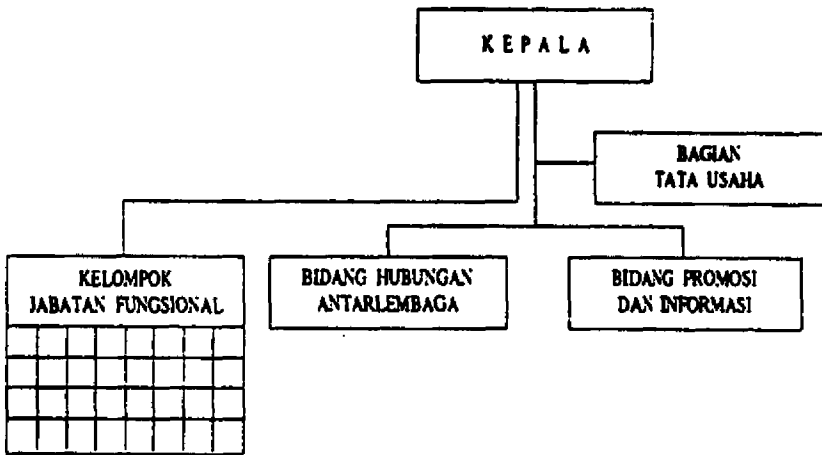 KEPALA
BAGIAN
TATA USAHA
KELOMPOK
JABATAN FUNGSIONAL
BIDANG HUBUNGAN
ANTARLEMBAGA
BIDANG PROMOSI
DAN INFORMASI